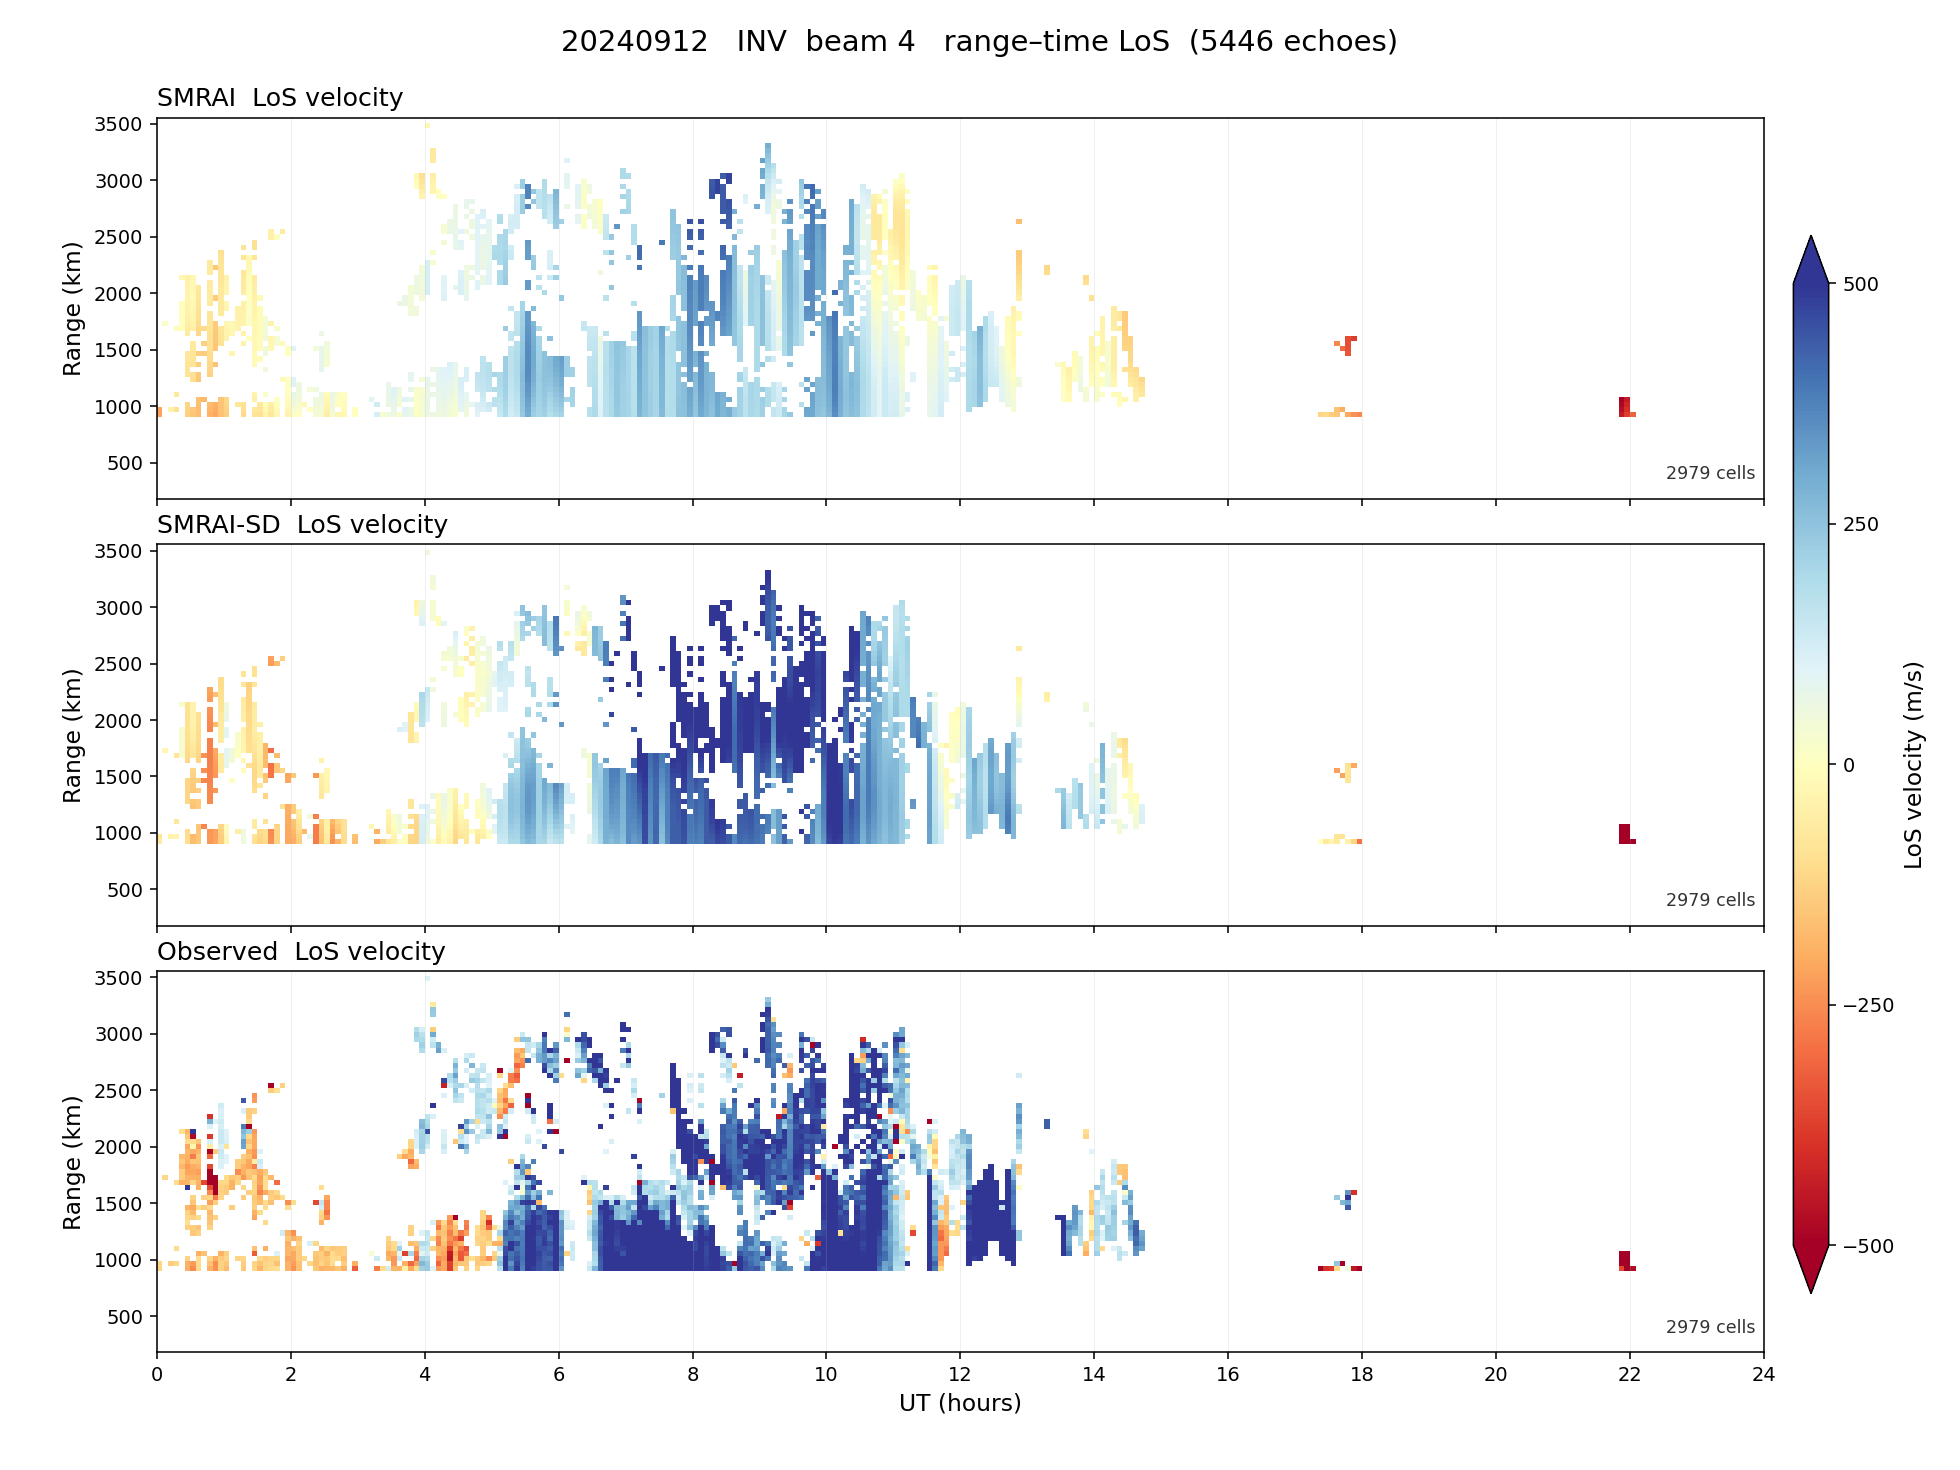 20240912   INV  beam 4   range–time LoS  (5446 echoes)
SMRAI  LoS velocity
3500
3000
2500
2000
1500
1000
500
Range (km)
2979 cells
SMRAI-SD  LoS velocity
3500
3000
2500
2000
1500
1000
500
Range (km)
2979 cells
Observed  LoS velocity
3500
3000
2500
2000
1500
1000
500
Range (km)
2979 cells
0 2 4 6 8 10 12 14 16 18 20 22 24
UT (hours)
500
250
0
−250
−500
LoS velocity (m/s)